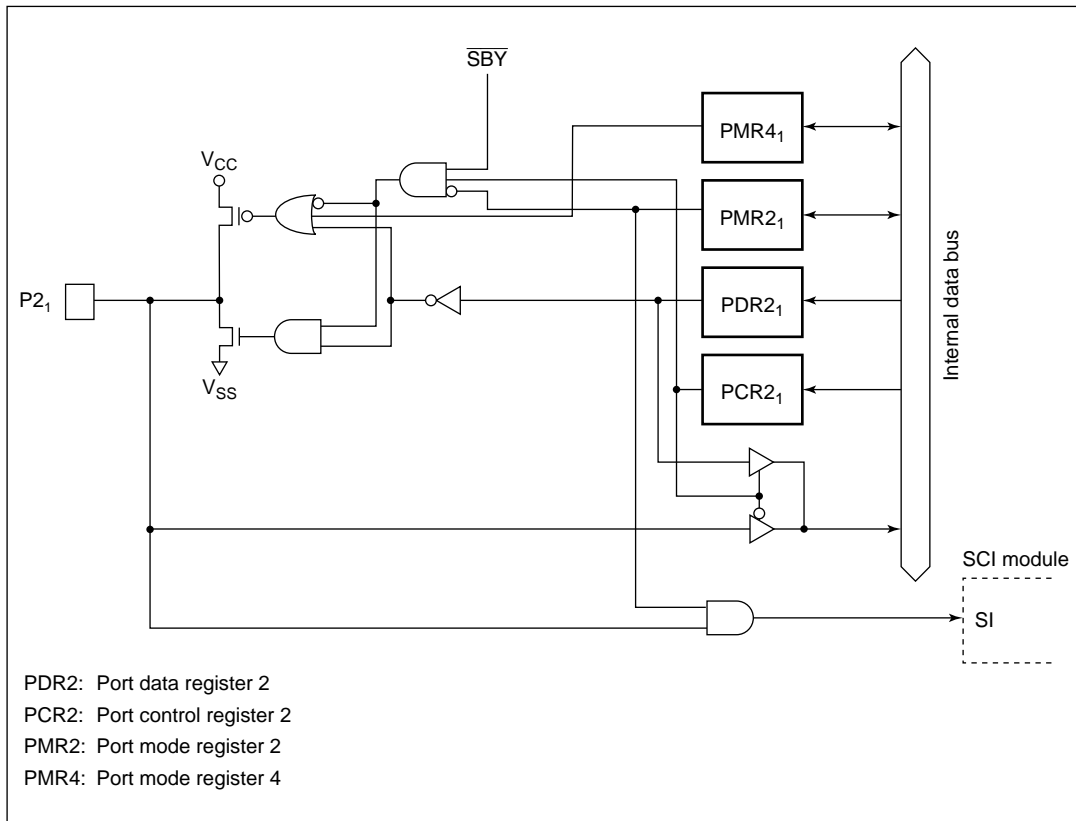 S̅B̅Y̅
PMR4₁
V_CC
PMR2₁
P2₁
PDR2₁
Internal data bus
V_SS
PCR2₁
SCI module
SI
PDR2: Port data register 2
PCR2: Port control register 2
PMR2: Port mode register 2
PMR4: Port mode register 4